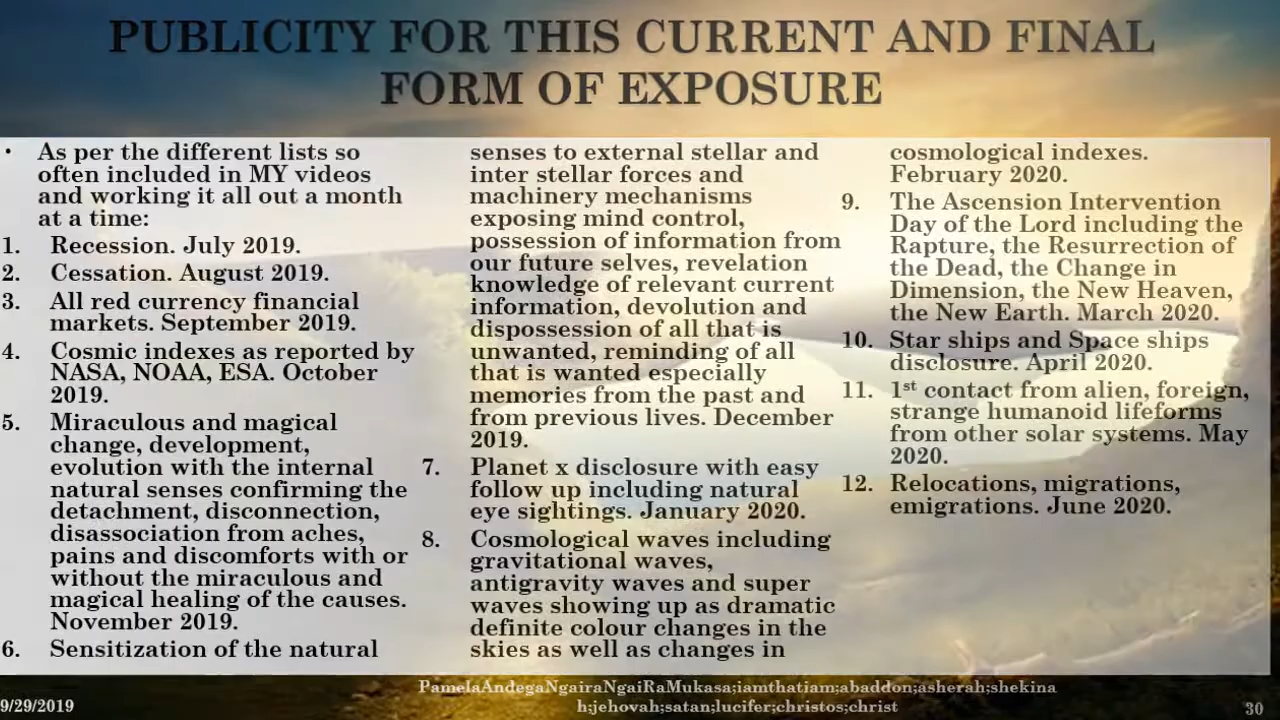 PUBLICITY FOR THIS CURRENT AND FINAL
FORM OF EXPOSURE
• As per the different lists so
often included in MY videos
and working it all out a month
at a time:
1. Recession. July 2019.
2. Cessation. August 2019.
3. All red currency financial
markets. September 2019.
4. Cosmic indexes as reported by
NASA, NOAA, ESA. October
2019.
5. Miraculous and magical
change, development,
evolution with the internal
natural senses confirming the
detachment, disconnection,
disassociation from aches,
pains and discomforts with or
without the miraculous and
magical healing of the causes.
November 2019.
6. Sensitization of the natural
senses to external stellar and
inter stellar forces and
machinery mechanisms
exposing mind control,
possession of information from
our future selves, revelation
knowledge of relevant current
information, devolution and
dispossession of all that is
unwanted, reminding of all
that is wanted especially
memories from the past and
from previous lives. December
2019.
7. Planet x disclosure with easy
follow up including natural
eye sightings. January 2020.
8. Cosmological waves including
gravitational waves,
antigravity waves and super
waves showing up as dramatic
definite colour changes in the
skies as well as changes in
cosmological indexes.
February 2020.
9. The Ascension Intervention
Day of the Lord including the
Rapture, the Resurrection of
the Dead, the Change in
Dimension, the New Heaven,
the New Earth. March 2020.
10. Star ships and Space ships
disclosure. April 2020.
11. 1st contact from alien, foreign,
strange humanoid lifeforms
from other solar systems. May
2020.
12. Relocations, migrations,
emigrations. June 2020.
9/29/2019
PamelaAndegaNgairaNgaiRaMukasa;iamthatiam;abaddon;asherah;shekina
h;jehovah;satan;lucifer;christos;christ
30